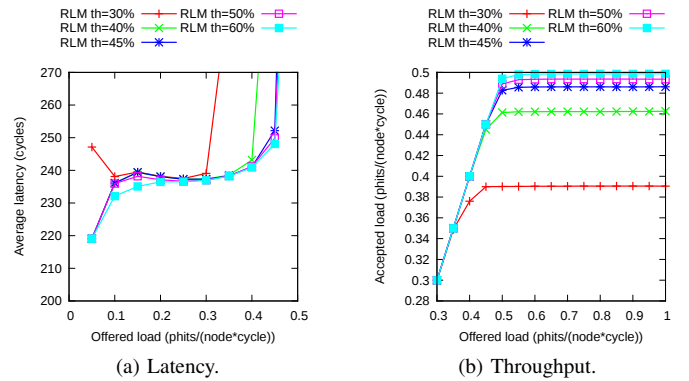 RLM th=30%
RLM th=40%
RLM th=45%
RLM th=50%
RLM th=60%
270
260
250
240
230
220
210
200
Average latency (cycles)
0 0.1 0.2 0.3 0.4 0.5
Offered load (phits/(node*cycle))
(a) Latency.
RLM th=30%
RLM th=40%
RLM th=45%
RLM th=50%
RLM th=60%
0.5
0.48
0.46
0.44
0.42
0.4
0.38
0.36
0.34
0.32
0.3
0.28
Accepted load (phits/(node*cycle))
0.3 0.4 0.5 0.6 0.7 0.8 0.9 1
Offered load (phits/(node*cycle))
(b) Throughput.